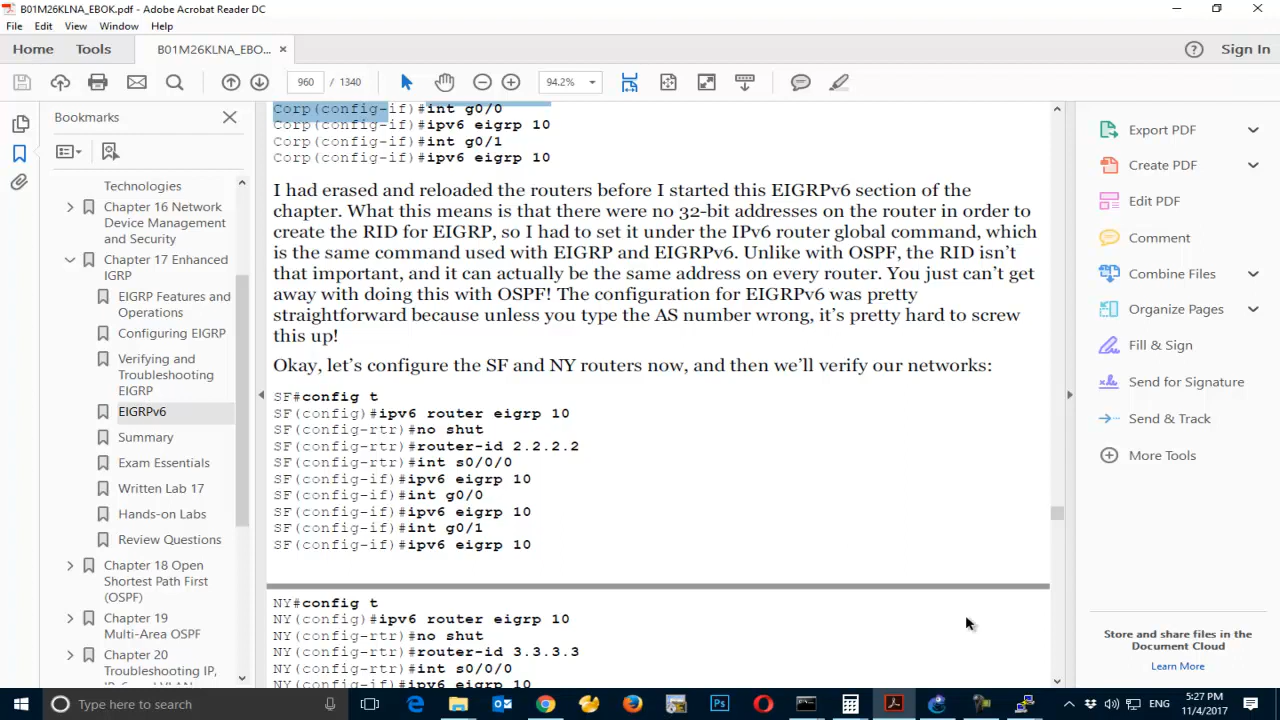 B01M26KLNA_EBOK.pdf - Adobe Acrobat Reader DC
File Edit View Window Help
Home Tools B01M26KLNA_EBO... × Sign In
960 / 1340 94.2%
Bookmarks
Technologies
Chapter 16 Network
Device Management
and Security
Chapter 17 Enhanced
IGRP
EIGRP Features and
Operations
Configuring EIGRP
Verifying and
Troubleshooting
EIGRP
EIGRPv6
Summary
Exam Essentials
Written Lab 17
Hands-on Labs
Review Questions
Chapter 18 Open
Shortest Path First
(OSPF)
Chapter 19
Multi-Area OSPF
Chapter 20
Troubleshooting IP,
Corp(config-if)#int g0/0
Corp(config-if)#ipv6 eigrp 10
Corp(config-if)#int g0/1
Corp(config-if)#ipv6 eigrp 10
I had erased and reloaded the routers before I started this EIGRPv6 section of the
chapter. What this means is that there were no 32-bit addresses on the router in order to
create the RID for EIGRP, so I had to set it under the IPv6 router global command, which
is the same command used with EIGRP and EIGRPv6. Unlike with OSPF, the RID isn't
that important, and it can actually be the same address on every router. You just can't get
away with doing this with OSPF! The configuration for EIGRPv6 was pretty
straightforward because unless you type the AS number wrong, it's pretty hard to screw
this up!
Okay, let's configure the SF and NY routers now, and then we'll verify our networks:
SF#config t
SF(config)#ipv6 router eigrp 10
SF(config-rtr)#no shut
SF(config-rtr)#router-id 2.2.2.2
SF(config-rtr)#int s0/0/0
SF(config-if)#ipv6 eigrp 10
SF(config-if)#int g0/0
SF(config-if)#ipv6 eigrp 10
SF(config-if)#int g0/1
SF(config-if)#ipv6 eigrp 10
NY#config t
NY(config)#ipv6 router eigrp 10
NY(config-rtr)#no shut
NY(config-rtr)#router-id 3.3.3.3
NY(config-rtr)#int s0/0/0
NY(config-if)#ipv6 eigrp 10
Export PDF
Create PDF
Edit PDF
Comment
Combine Files
Organize Pages
Fill & Sign
Send for Signature
Send & Track
More Tools
Store and share files in the
Document Cloud
Learn More
Type here to search
ENG
5:27 PM
11/4/2017